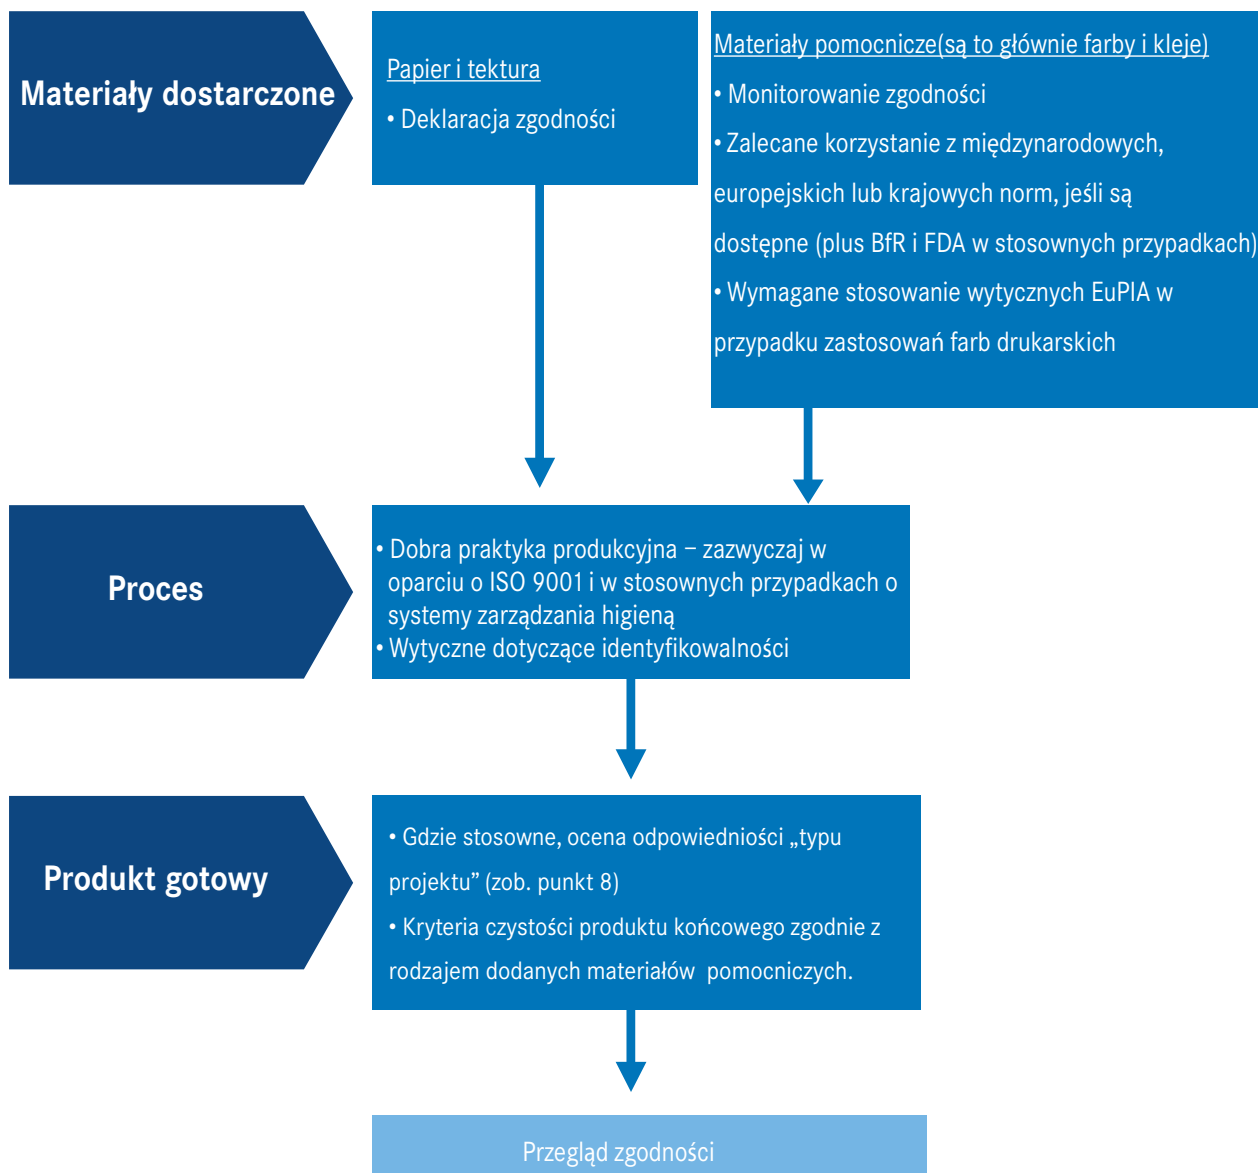 Materiały dostarczone
Papier i tektura
• Deklaracja zgodności
Materiały pomocnicze(są to głównie farby i kleje)
• Monitorowanie zgodności
• Zalecane korzystanie z międzynarodowych,
europejskich lub krajowych norm, jeśli są
dostępne (plus BfR i FDA w stosownych przypadkach)
• Wymagane stosowanie wytycznych EuPIA w
przypadku zastosowań farb drukarskich
Proces
• Dobra praktyka produkcyjna – zazwyczaj w
oparciu o ISO 9001 i w stosownych przypadkach o
systemy zarządzania higieną
• Wytyczne dotyczące identyfikowalności
Produkt gotowy
• Gdzie stosowne, ocena odpowiedniości „typu
projektu” (zob. punkt 8)
• Kryteria czystości produktu końcowego zgodnie z
rodzajem dodanych materiałów pomocniczych.
Przegląd zgodności